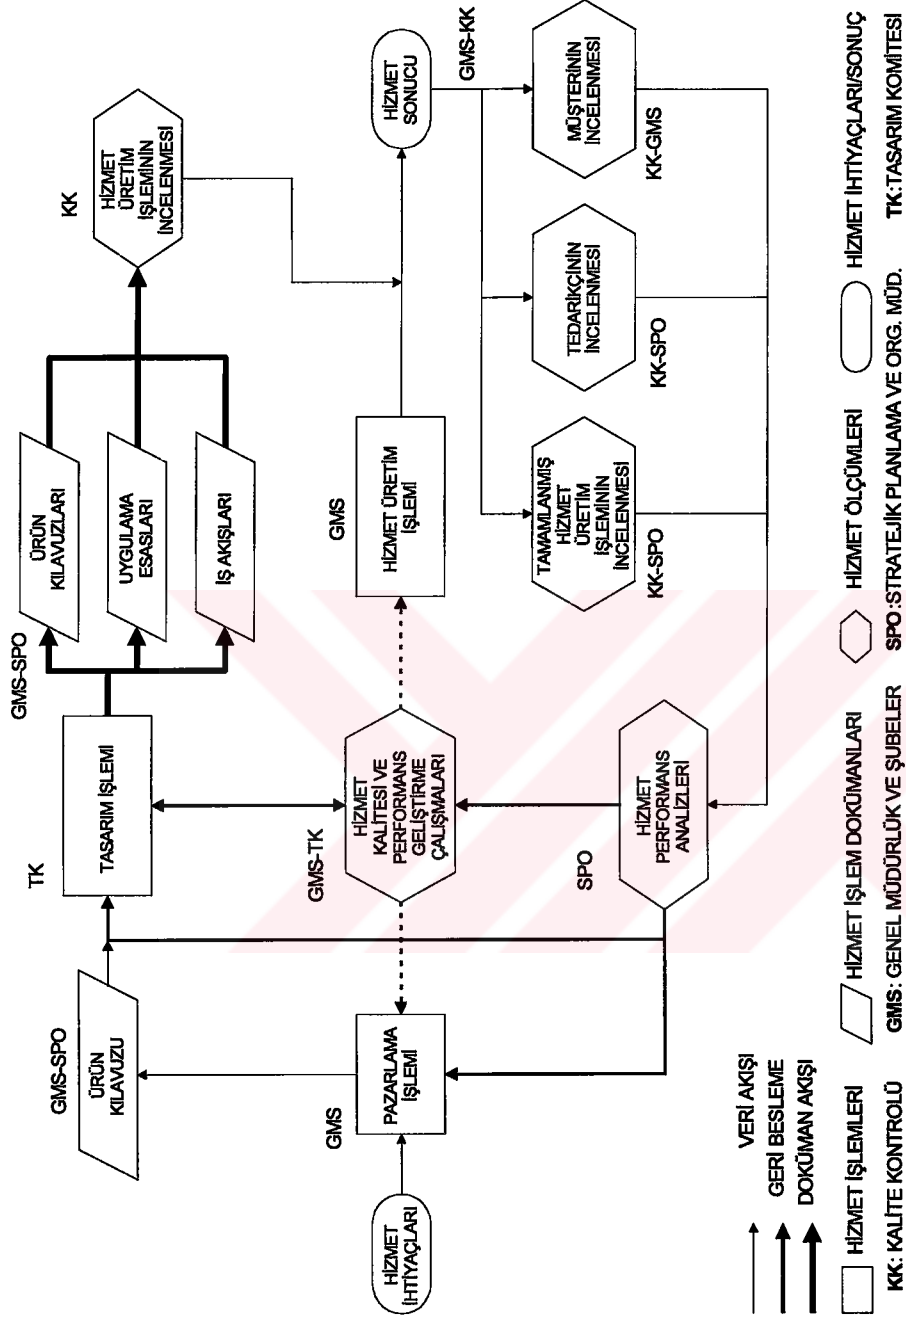 HİZMET
İHTİYAÇLARI
GMS
PAZARLAMA
İŞLEMİ
GMS-SPO
ÜRÜN
KILAVUZU
TK
TASARIM İŞLEMİ
GMS-TK
HİZMET
KALİTESİ VE
PERFORMANS
GELİŞTİRME
ÇALIŞMALARI
SPO
HİZMET
PERFORMANS
ANALİZLERİ
GMS-SPO
ÜRÜN
KILAVUZLARI
UYGULAMA
ESASLARI
İŞ AKIŞLARI
GMS
HİZMET ÜRETİM
İŞLEMİ
KK
HİZMET
ÜRETİM
İŞLEMİNİN
İNCELENMESİ
HİZMET
SONUCU
GMS-KK
TAMAMLANMIŞ
HİZMET
ÜRETİM
İŞLEMİNİN
İNCELENMESİ
KK-SPO
TEDARİKÇİNİN
İNCELENMESİ
KK-SPO
MÜŞTERİNİN
İNCELENMESİ
KK-GMS
VERİ AKIŞI
GERİ BESLEME
DOKÜMAN AKIŞI
HİZMET İŞLEMLERİ
HİZMET İŞLEM DOKÜMANLARI
HİZMET ÖLÇÜMLERİ
HİZMET İHTİYAÇLARI/SONUÇ
KK: KALİTE KONTROLÜ
GMS: GENEL MÜDÜRLÜK VE ŞUBELER
SPO:STRATEJİK PLANLAMA VE ORG. MÜD.
TK:TASARIM KOMİTESİ